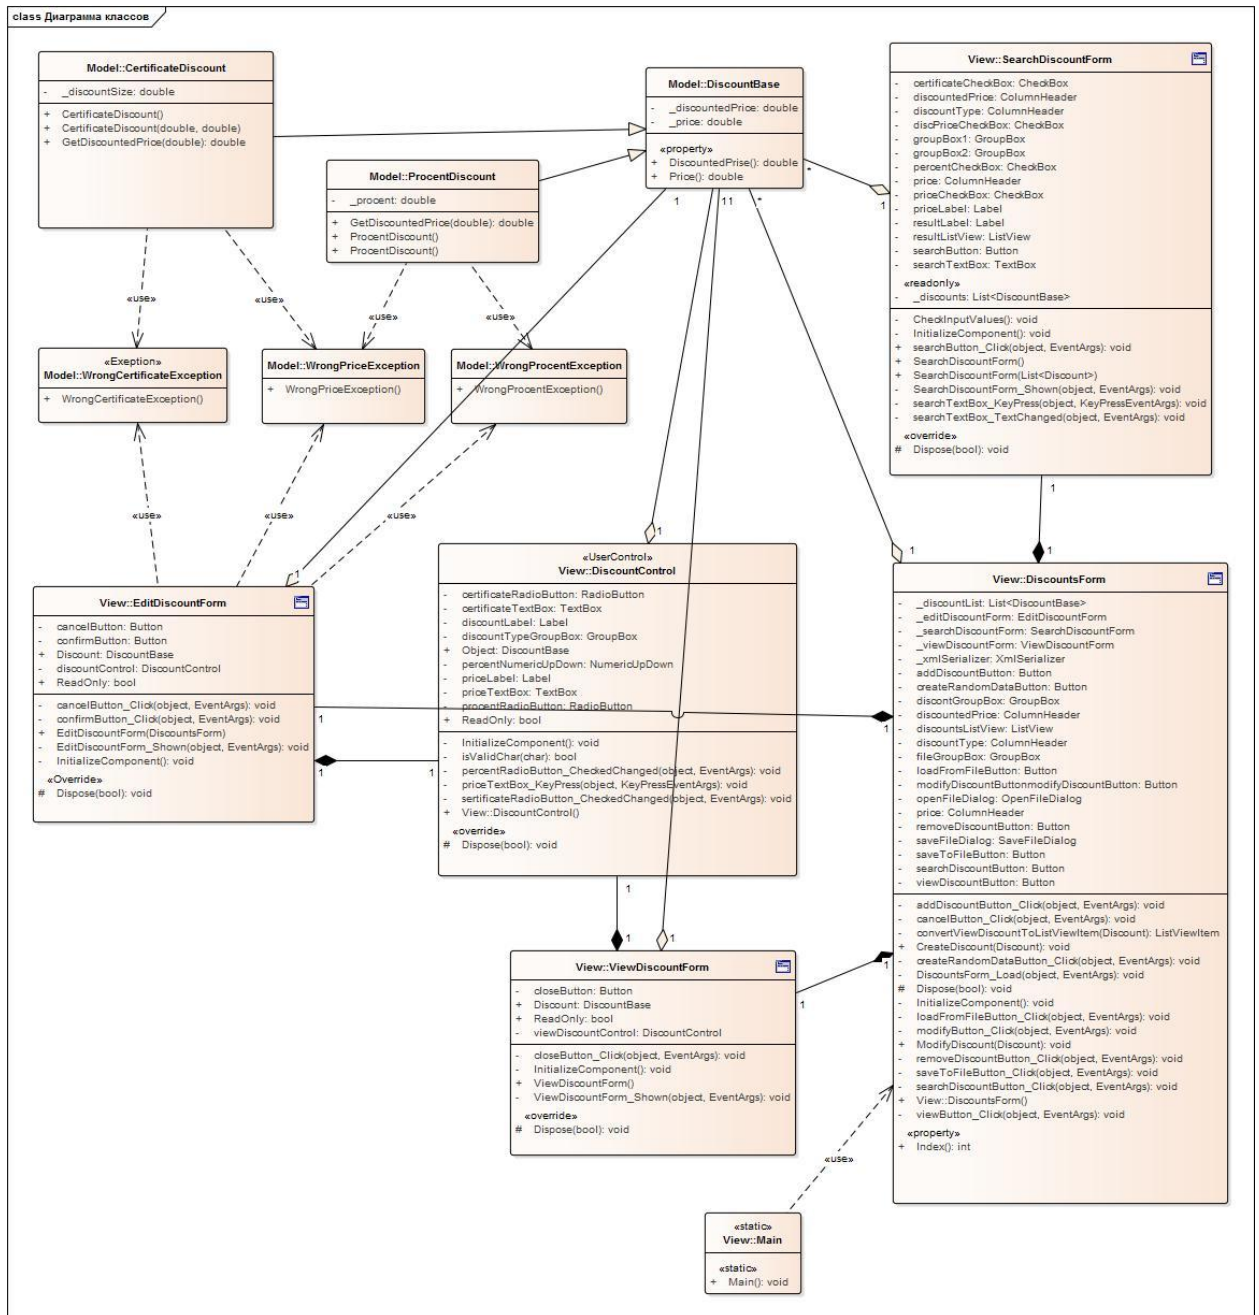 class Диаграмма классов
Model::CertificateDiscount
- _discountSize: double
+ CertificateDiscount()
+ CertificateDiscount(double, double)
+ GetDiscountedPrice(double): double
Model::ProcentDiscount
- _procent: double
+ GetDiscountedPrice(double): double
+ ProcentDiscount()
+ ProcentDiscount()
Model::DiscountBase
- _discountedPrice: double
- _price: double
«property»
+ DiscountedPrise(): double
+ Price(): double
View::SearchDiscountForm
- certificateCheckBox: CheckBox
- discountedPrice: ColumnHeader
- discountType: ColumnHeader
- discPriceCheckBox: CheckBox
- groupBox1: GroupBox
- groupBox2: GroupBox
- percentCheckBox: CheckBox
- price: ColumnHeader
- priceCheckBox: CheckBox
- priceLabel: Label
- resultLabel: Label
- resultListView: ListView
- searchButton: Button
- searchTextBox: TextBox
«readonly»
- _discounts: List<DiscountBase>
- CheckInputValues(): void
- InitializeComponent(): void
+ searchButton_Click(object, EventArgs): void
+ SearchDiscountForm()
+ SearchDiscountForm(List<Discount>)
- SearchDiscountForm_Shown(object, EventArgs): void
- searchTextBox_KeyPress(object, KeyPressEventArgs): void
- searchTextBox_TextChanged(object, EventArgs): void
«override»
# Dispose(bool): void
*
1
1
11
*
«use»
«use»
«use»
«use»
«Exeption»
Model::WrongCertificateException
+ WrongCertificateException()
Model::WrongPriceException
+ WrongPriceException()
Model::WrongProcentException
+ WrongProcentException()
«use»
«use»
«use»
1
1
1
1
1
View::EditDiscountForm
- cancelButton: Button
- confirmButton: Button
+ Discount: DiscountBase
- discountControl: DiscountControl
+ ReadOnly: bool
- cancelButton_Click(object, EventArgs): void
- confirmButton_Click(object, EventArgs): void
+ EditDiscountForm(DiscountsForm)
- EditDiscountForm_Shown(object, EventArgs): void
- InitializeComponent(): void
«Override»
# Dispose(bool): void
1
1
1
1
«UserControl»
View::DiscountControl
- certificateRadioButton: RadioButton
- certificateTextBox: TextBox
- discountLabel: Label
- discountTypeGroupBox: GroupBox
+ Object: DiscountBase
- percentNumericUpDown: NumericUpDown
- priceLabel: Label
- priceTextBox: TextBox
- procentRadioButton: RadioButton
+ ReadOnly: bool
- InitializeComponent(): void
- isValidChar(char): bool
- percentRadioButton_CheckedChanged(object, EventArgs): void
- priceTextBox_KeyPress(object, KeyPressEventArgs): void
- sertificateRadioButton_CheckedChanged(object, EventArgs): void
+ View::DiscountControl()
«override»
# Dispose(bool): void
1
1
1
View::ViewDiscountForm
- closeButton: Button
+ Discount: DiscountBase
+ ReadOnly: bool
- viewDiscountControl: DiscountControl
- closeButton_Click(object, EventArgs): void
- InitializeComponent(): void
+ ViewDiscountForm()
- ViewDiscountForm_Shown(object, EventArgs): void
«override»
# Dispose(bool): void
1
1
View::DiscountsForm
- _discountList: List<DiscountBase>
- _editDiscountForm: EditDiscountForm
- _searchDiscountForm: SearchDiscountForm
- _viewDiscountForm: ViewDiscountForm
- _xmlSerializer: XmlSerializer
- addDiscountButton: Button
- createRandomDataButton: Button
- discontGroupBox: GroupBox
- discountedPrice: ColumnHeader
- discountsListView: ListView
- discountType: ColumnHeader
- fileGroupBox: GroupBox
- loadFromFileButton: Button
- modifyDiscountButtonmodifyDiscountButton: Button
- openFileDialog: OpenFileDialog
- price: ColumnHeader
- removeDiscountButton: Button
- saveFileDialog: SaveFileDialog
- saveToFileButton: Button
- searchDiscountButton: Button
- viewDiscountButton: Button
- addDiscountButton_Click(object, EventArgs): void
- cancelButton_Click(object, EventArgs): void
- convertViewDiscountToListViewItem(Discount): ListViewItem
+ CreateDiscount(Discount): void
- createRandomDataButton_Click(object, EventArgs): void
- DiscountsForm_Load(object, EventArgs): void
# Dispose(bool): void
- InitializeComponent(): void
- loadFromFileButton_Click(object, EventArgs): void
- modifyButton_Click(object, EventArgs): void
+ ModifyDiscount(Discount): void
- removeDiscountButton_Click(object, EventArgs): void
- saveToFileButton_Click(object, EventArgs): void
- searchDiscountButton_Click(object, EventArgs): void
+ View::DiscountsForm()
- viewButton_Click(object, EventArgs): void
«property»
+ Index(): int
«use»
«static»
View::Main
«static»
+ Main(): void